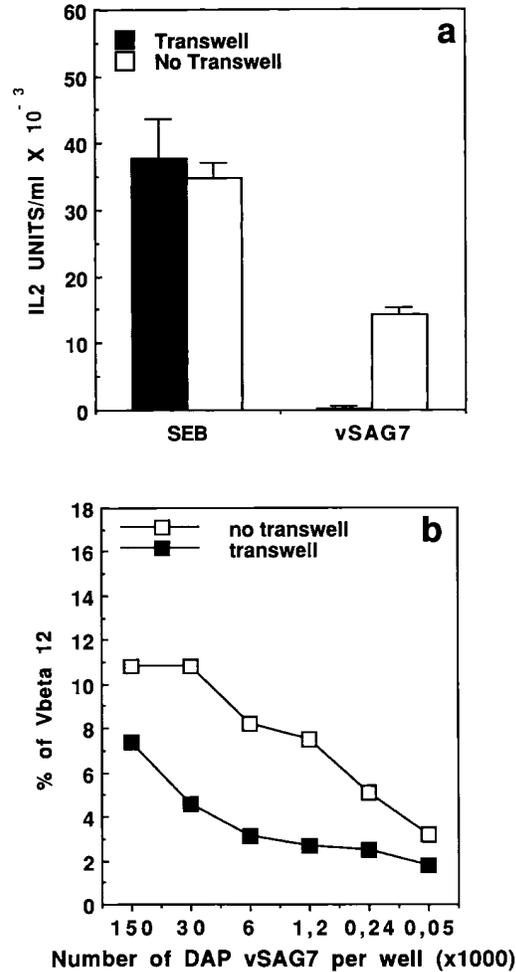 a
Transwell
No Transwell
IL2 UNITS/ml X 10⁻³
60
50
40
30
20
10
0
SEB vSAG7
b
no transwell
transwell
% of Vbeta 12
18
16
14
12
10
8
6
4
2
0
150 30 6 1,2 0,24 0,05
Number of DAP vSAG7 per well (x1000)